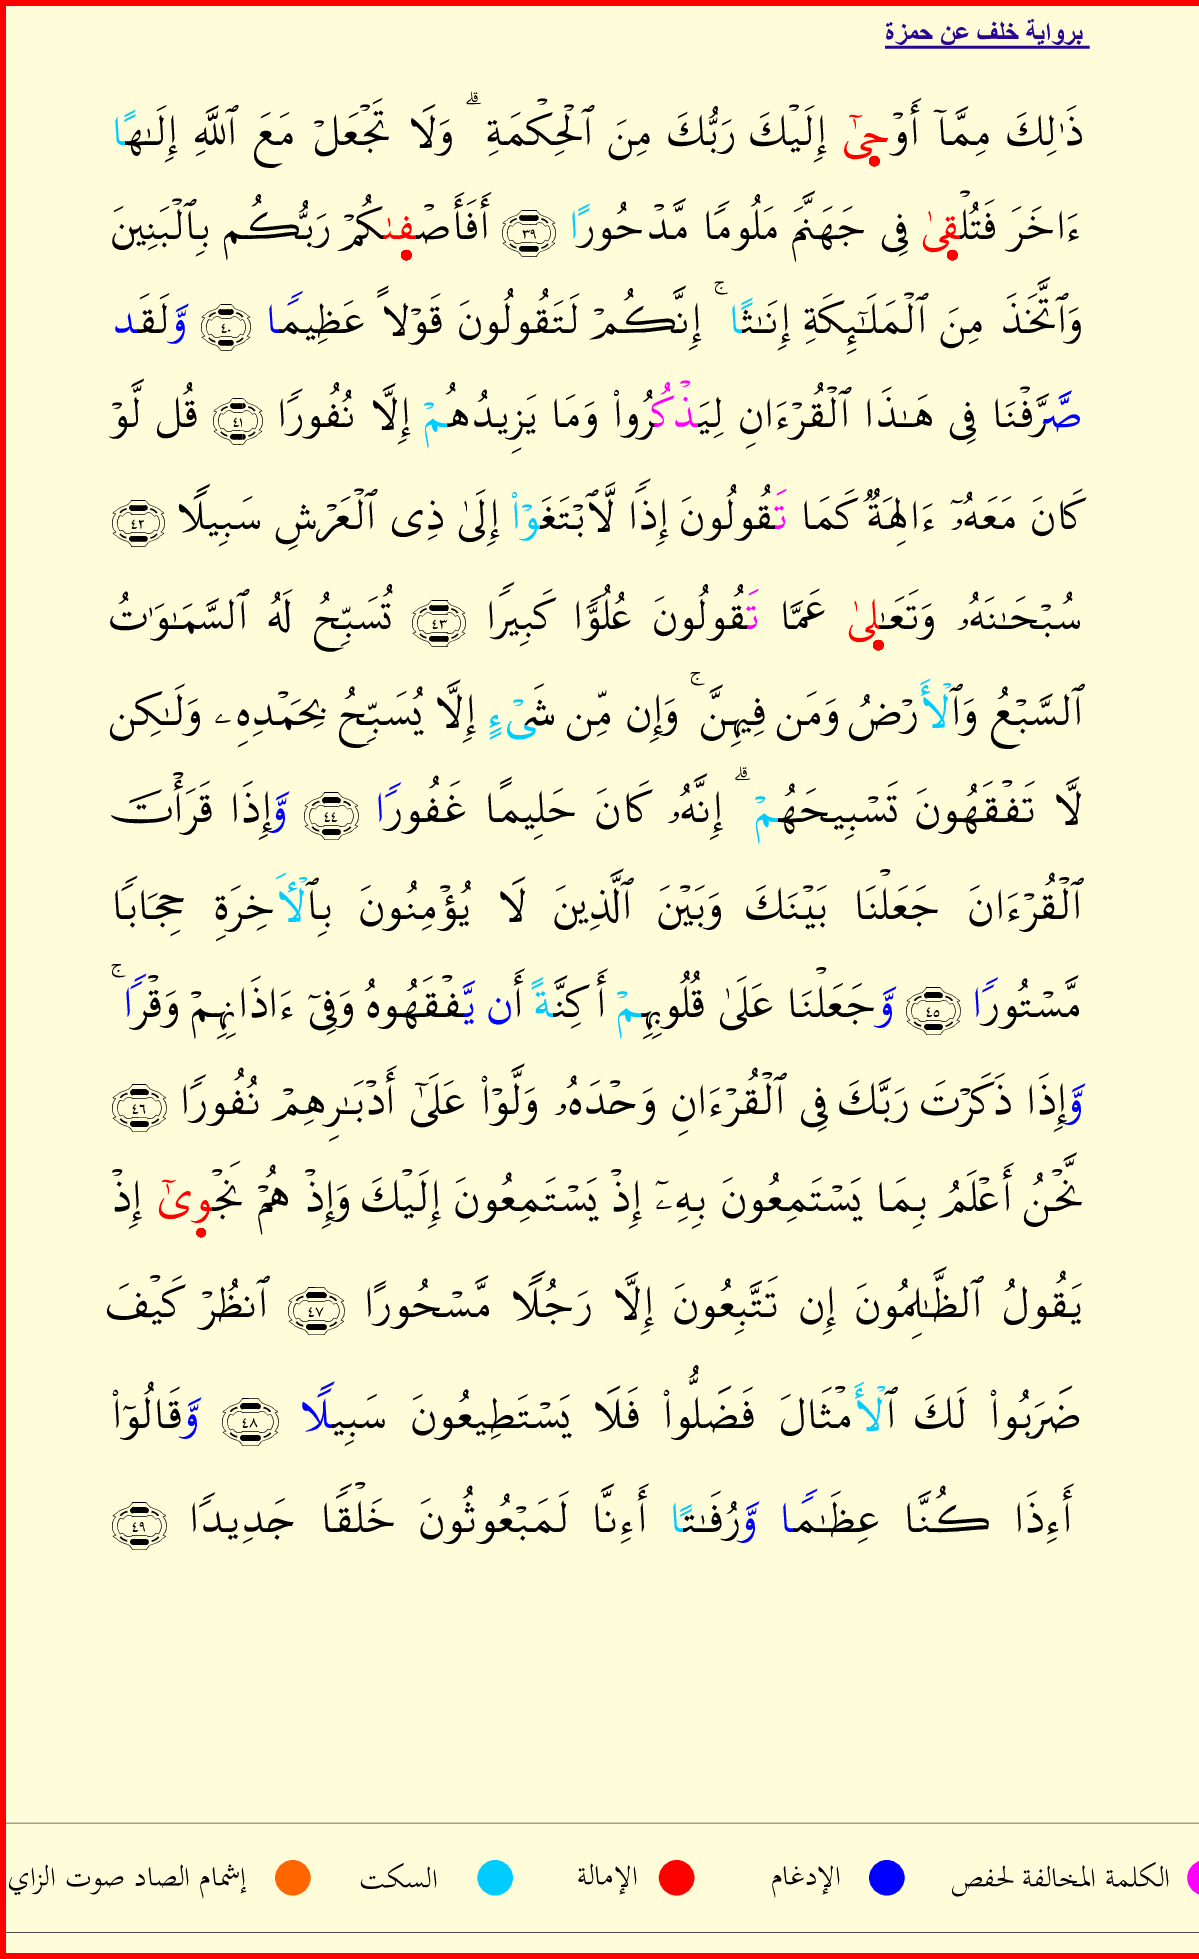 برواية خلف عن حمزة
ذَٰلِكَ مِمَّآ أَوْحِىٰٓ إِلَيْكَ رَبُّكَ مِنَ ٱلْحِكْمَةِ ۗ وَلَا تَجْعَلْ مَعَ ٱللَّهِ إِلَـٰهًا
ءَاخَرَ فَتُلْقِىٰ فِى جَهَنَّمَ مَلُومًا مَّدْحُورًا ٣٩ أَفَأَصْفِىٰكُمْ رَبُّكُم بِٱلْبَنِينَ
وَٱتَّخَذَ مِنَ ٱلْمَلَـٰٓئِكَةِ إِنَـٰثًا ۚ إِنَّكُمْ لَتَقُولُونَ قَوْلًا عَظِيمًا ٤٠ وَّلَقَد
صَّرَّفْنَا فِى هَـٰذَا ٱلْقُرْءَانِ لِيَذْكُرُوا۟ وَمَا يَزِيدُهُمْ إِلَّا نُفُورًا ٤١ قُل لَّوْ
كَانَ مَعَهُۥٓ ءَالِهَةٌ كَمَا تَقُولُونَ إِذًا لَّٱبْتَغَوْا۟ إِلَىٰ ذِى ٱلْعَرْشِ سَبِيلًا ٤٢
سُبْحَـٰنَهُۥ وَتَعَـٰلِىٰ عَمَّا تَقُولُونَ عُلُوًّا كَبِيرًا ٤٣ تُسَبِّحُ لَهُ ٱلسَّمَـٰوَٰتُ
ٱلسَّبْعُ وَٱلْأَرْضُ وَمَن فِيهِنَّ ۚ وَإِن مِّن شَىْءٍ إِلَّا يُسَبِّحُ بِحَمْدِهِۦ وَلَـٰكِن
لَّا تَفْقَهُونَ تَسْبِيحَهُمْ ۗ إِنَّهُۥ كَانَ حَلِيمًا غَفُورًا ٤٤ وَّإِذَا قَرَأْتَ
ٱلْقُرْءَانَ جَعَلْنَا بَيْنَكَ وَبَيْنَ ٱلَّذِينَ لَا يُؤْمِنُونَ بِٱلْأَخِرَةِ حِجَابًا
مَّسْتُورًا ٤٥ وَّجَعَلْنَا عَلَىٰ قُلُوبِهِمْ أَكِنَّةً أَن يَّفْقَهُوهُ وَفِىٓ ءَاذَانِهِمْ وَقْرًا ۚ
وَّإِذَا ذَكَرْتَ رَبَّكَ فِى ٱلْقُرْءَانِ وَحْدَهُۥ وَلَّوْا۟ عَلَىٰٓ أَدْبَـٰرِهِمْ نُفُورًا ٤٦
نَّحْنُ أَعْلَمُ بِمَا يَسْتَمِعُونَ بِهِۦٓ إِذْ يَسْتَمِعُونَ إِلَيْكَ وَإِذْ هُمْ نَجْوِىٰٓ إِذْ
يَقُولُ ٱلظَّـٰلِمُونَ إِن تَتَّبِعُونَ إِلَّا رَجُلًا مَّسْحُورًا ٤٧ ٱنظُرْ كَيْفَ
ضَرَبُوا۟ لَكَ ٱلْأَمْثَالَ فَضَلُّوا۟ فَلَا يَسْتَطِيعُونَ سَبِيلًا ٤٨ وَّقَالُوٓا۟
أَءِذَا كُنَّا عِظَـٰمًا وَّرُفَـٰتًا أَءِنَّا لَمَبْعُوثُونَ خَلْقًا جَدِيدًا ٤٩
الكلمة المخالفة لحفص الإدغام الإمالة السكت إشمام الصاد صوت الزاي